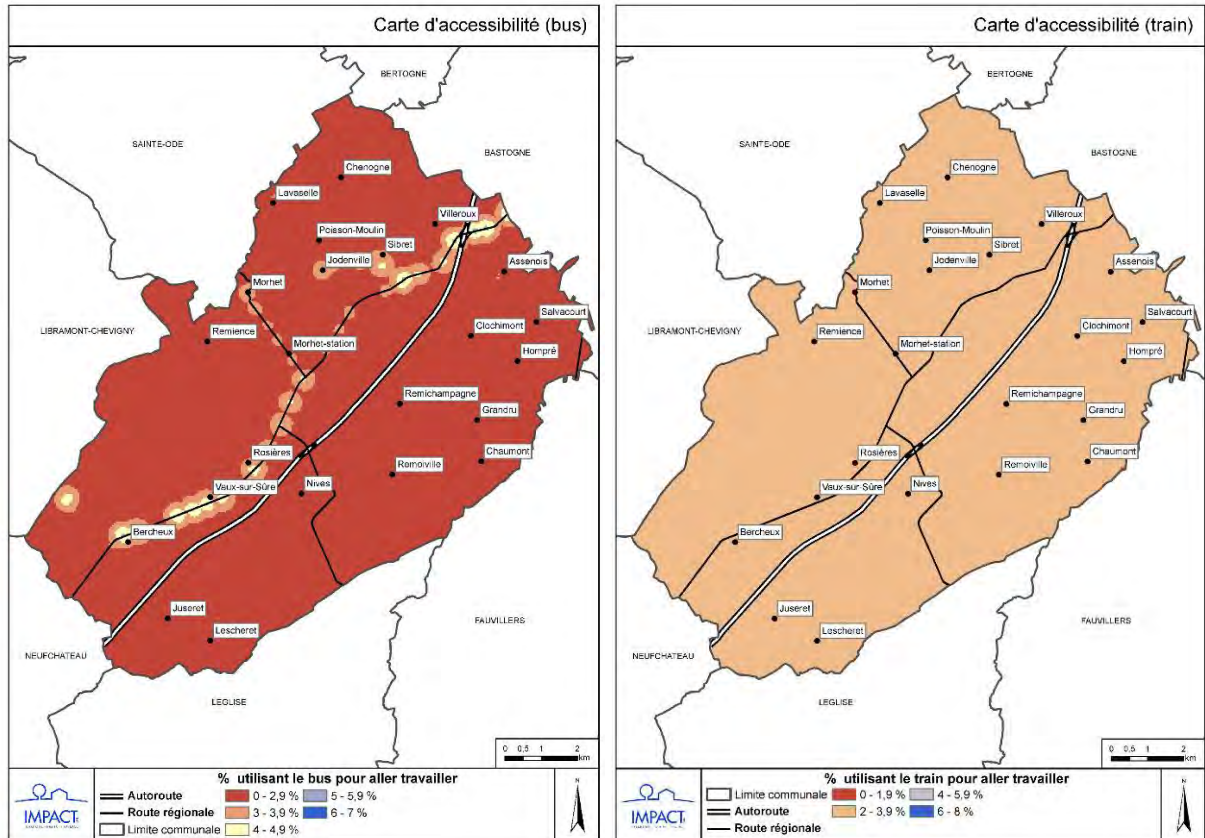 Carte d'accessibilité (bus)
BERTOGNE
SAINTE-ODE
BASTOGNE
Chenogne
Lavaselle
Villeroux
Poisson-Moulin
Sibret
Jodenville
Assenois
Morhet
Salvacourt
LIBRAMONT-CHEVIGNY
Remience
Clochimont
Morhet-station
Hompré
Remichampagne
Grandru
Rosières
Chaumont
Remoiville
Vaux-sur-Sûre
Nives
Bercheux
Juseret
FAUVILLERS
Lescheret
NEUFCHATEAU
LEGLISE
0 0,5 1 2
km
% utilisant le bus pour aller travailler
IMPACT
Autoroute
Route régionale
Limite communale
0 - 2,9 %
3 - 3,9 %
4 - 4,9 %
5 - 5,9 %
6 - 7 %
N
Carte d'accessibilité (train)
BERTOGNE
SAINTE-ODE
BASTOGNE
Chenogne
Lavaselle
Villeroux
Poisson-Moulin
Sibret
Jodenville
Assenois
Morhet
Salvacourt
LIBRAMONT-CHEVIGNY
Remience
Clochimont
Morhet-station
Hompré
Remichampagne
Grandru
Rosières
Chaumont
Remoiville
Vaux-sur-Sûre
Nives
Bercheux
Juseret
FAUVILLERS
Lescheret
NEUFCHATEAU
LEGLISE
0 0,5 1 2
km
% utilisant le train pour aller travailler
IMPACT
Limite communale
Autoroute
Route régionale
0 - 1,9 %
2 - 3,9 %
4 - 5,9 %
6 - 8 %
N